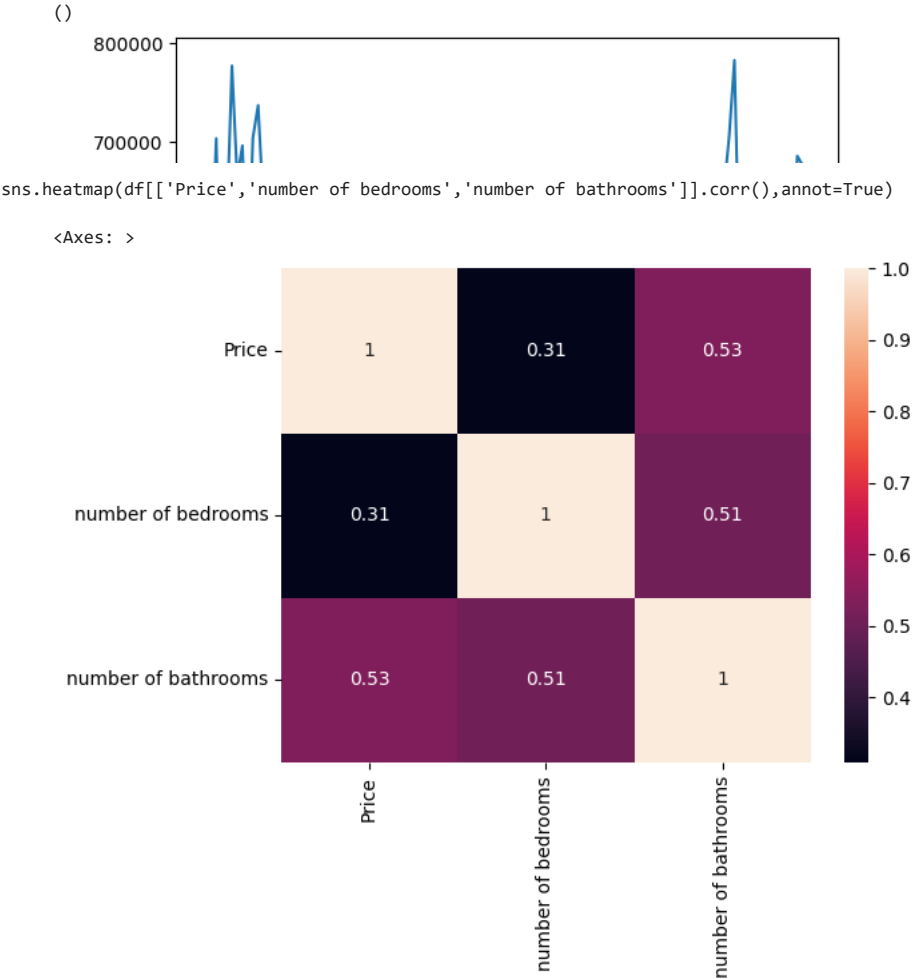 ()
800000
700000
sns.heatmap(df[['Price','number of bedrooms','number of bathrooms']].corr(),annot=True)
<Axes: >
1.0
Price
1
0.31
0.53
0.9
0.8
number of bedrooms
0.31
1
0.51
0.7
0.6
0.5
number of bathrooms
0.53
0.51
1
0.4
Price
number of bedrooms
number of bathrooms